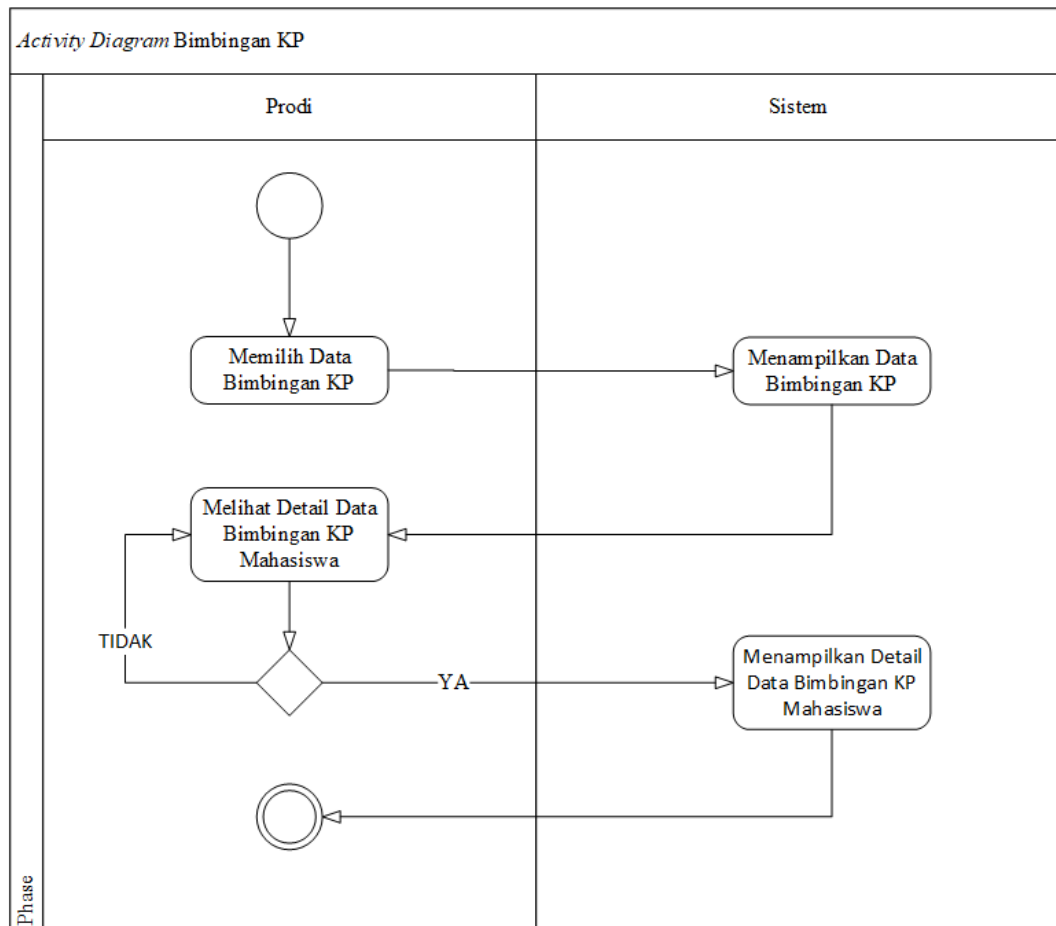 Activity Diagram Bimbingan KP
Prodi
Sistem
Memilih Data
Bimbingan KP
Menampilkan Data
Bimbingan KP
Melihat Detail Data
Bimbingan KP
Mahasiswa
TIDAK
YA
Menampilkan Detail
Data Bimbingan KP
Mahasiswa
Phase